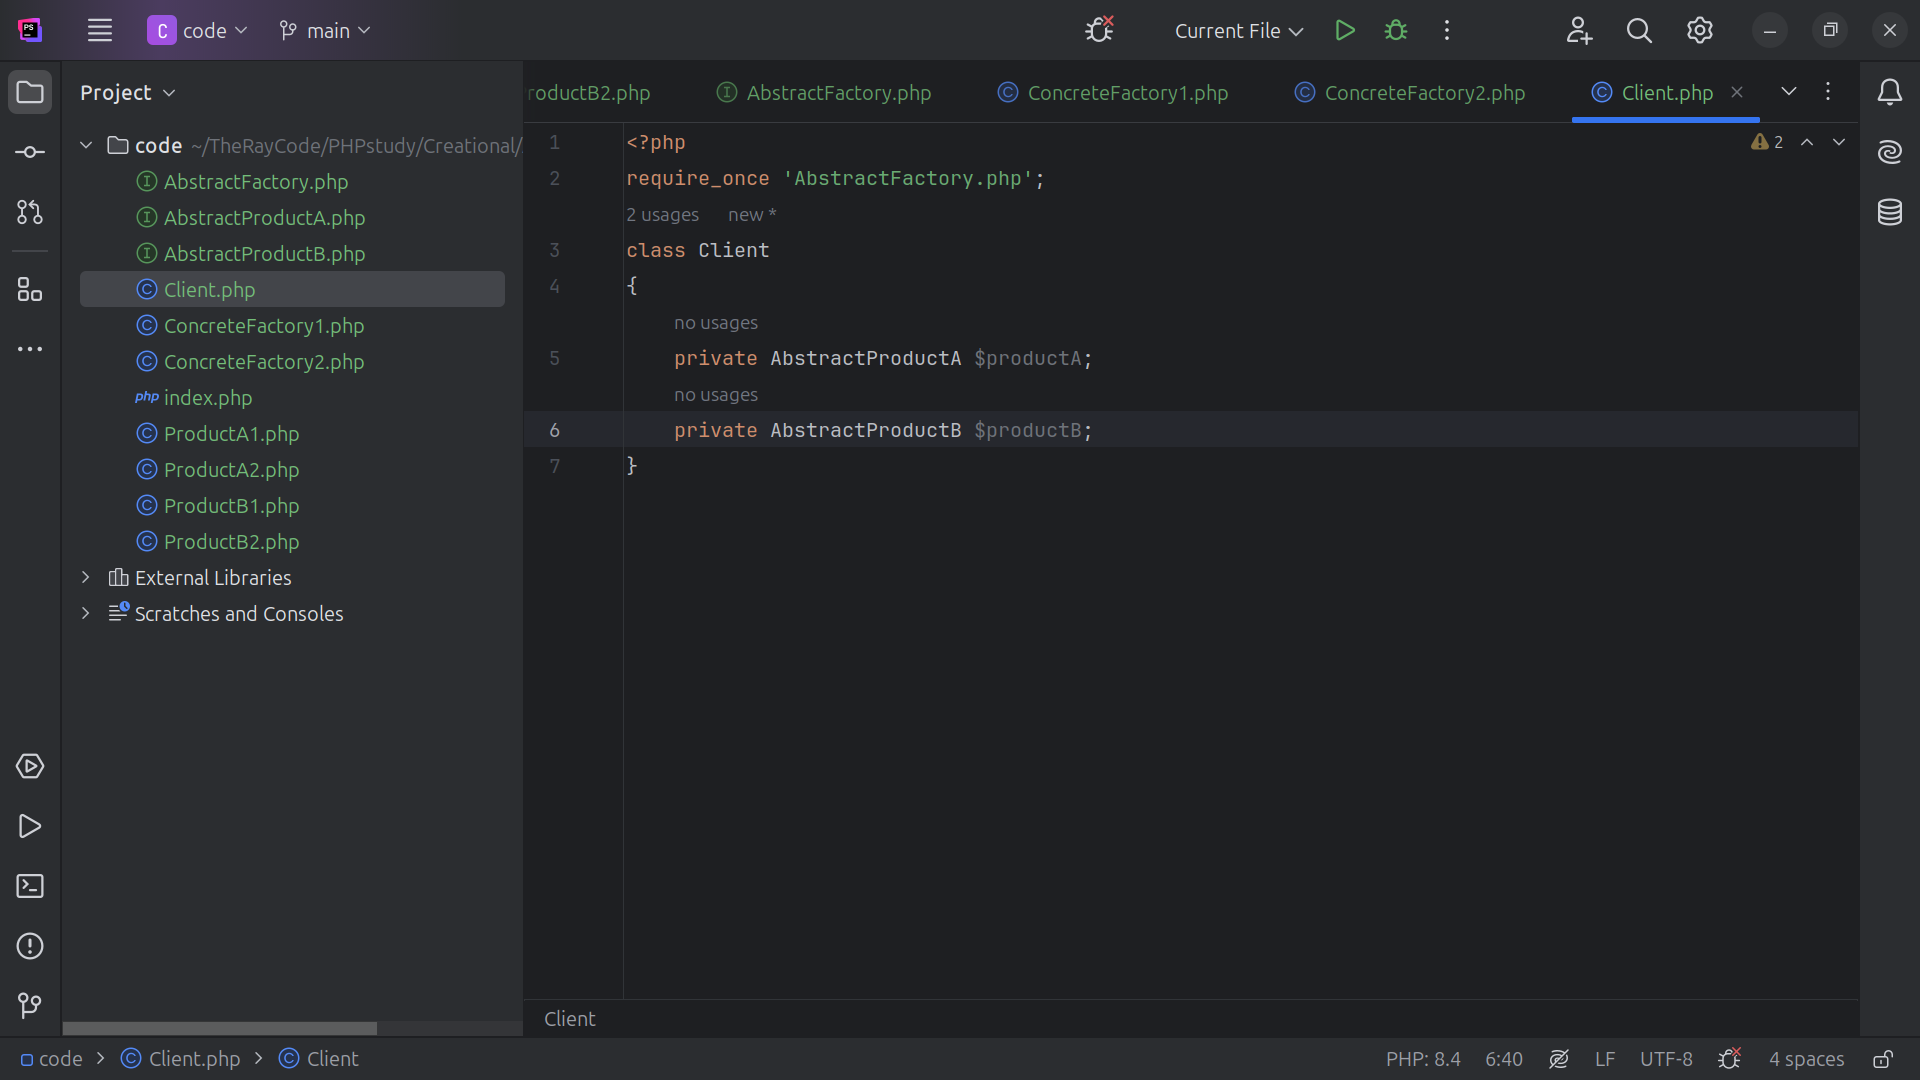 code
main
Current File
Project
roductB2.php
AbstractFactory.php
ConcreteFactory1.php
ConcreteFactory2.php
Client.php
code ~/TheRayCode/PHPstudy/Creational/
AbstractFactory.php
AbstractProductA.php
AbstractProductB.php
Client.php
ConcreteFactory1.php
ConcreteFactory2.php
php index.php
ProductA1.php
ProductA2.php
ProductB1.php
ProductB2.php
External Libraries
Scratches and Consoles
1 <?php
2 require_once 'AbstractFactory.php';
2 usages new *
3 class Client
4 {
no usages
5 private AbstractProductA $productA;
no usages
6 private AbstractProductB $productB;
7 }
2
Client
code > Client.php > Client
PHP: 8.4 6:40 LF UTF-8 4 spaces